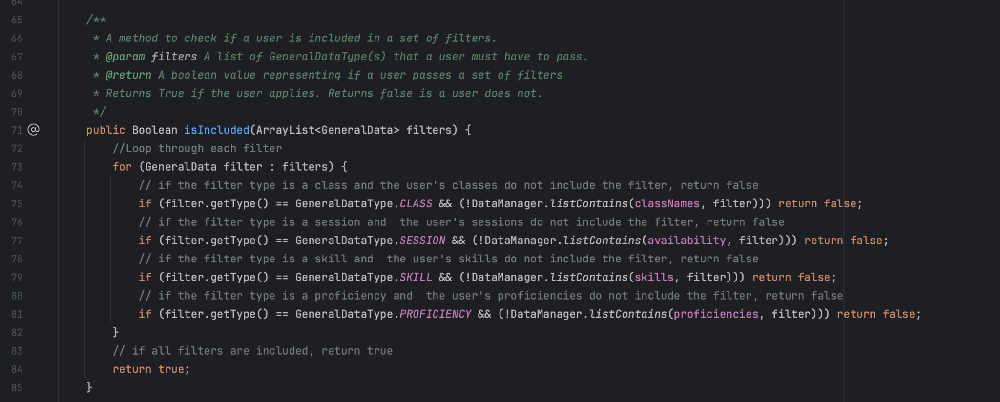 64
65 /**
66 * A method to check if a user is included in a set of filters.
67 * @param filters A list of GeneralDataType(s) that a user must have to pass.
68 * @return A boolean value representing if a user passes a set of filters
69 * Returns True if the user applies. Returns false is a user does not.
70 */
71 @ public Boolean isIncluded(ArrayList<GeneralData> filters) {
72 //Loop through each filter
73 for (GeneralData filter : filters) {
74 // if the filter type is a class and the user's classes do not include the filter, return false
75 if (filter.getType() == GeneralDataType.CLASS && (!DataManager.listContains(classNames, filter))) return false;
76 // if the filter type is a session and  the user's sessions do not include the filter, return false
77 if (filter.getType() == GeneralDataType.SESSION && (!DataManager.listContains(availability, filter))) return false;
78 // if the filter type is a skill and  the user's skills do not include the filter, return false
79 if (filter.getType() == GeneralDataType.SKILL && (!DataManager.listContains(skills, filter))) return false;
80 // if the filter type is a proficiency and  the user's proficiencies do not include the filter, return false
81 if (filter.getType() == GeneralDataType.PROFICIENCY && (!DataManager.listContains(proficiencies, filter))) return false;
82 }
83 // if all filters are included, return true
84 return true;
85 }